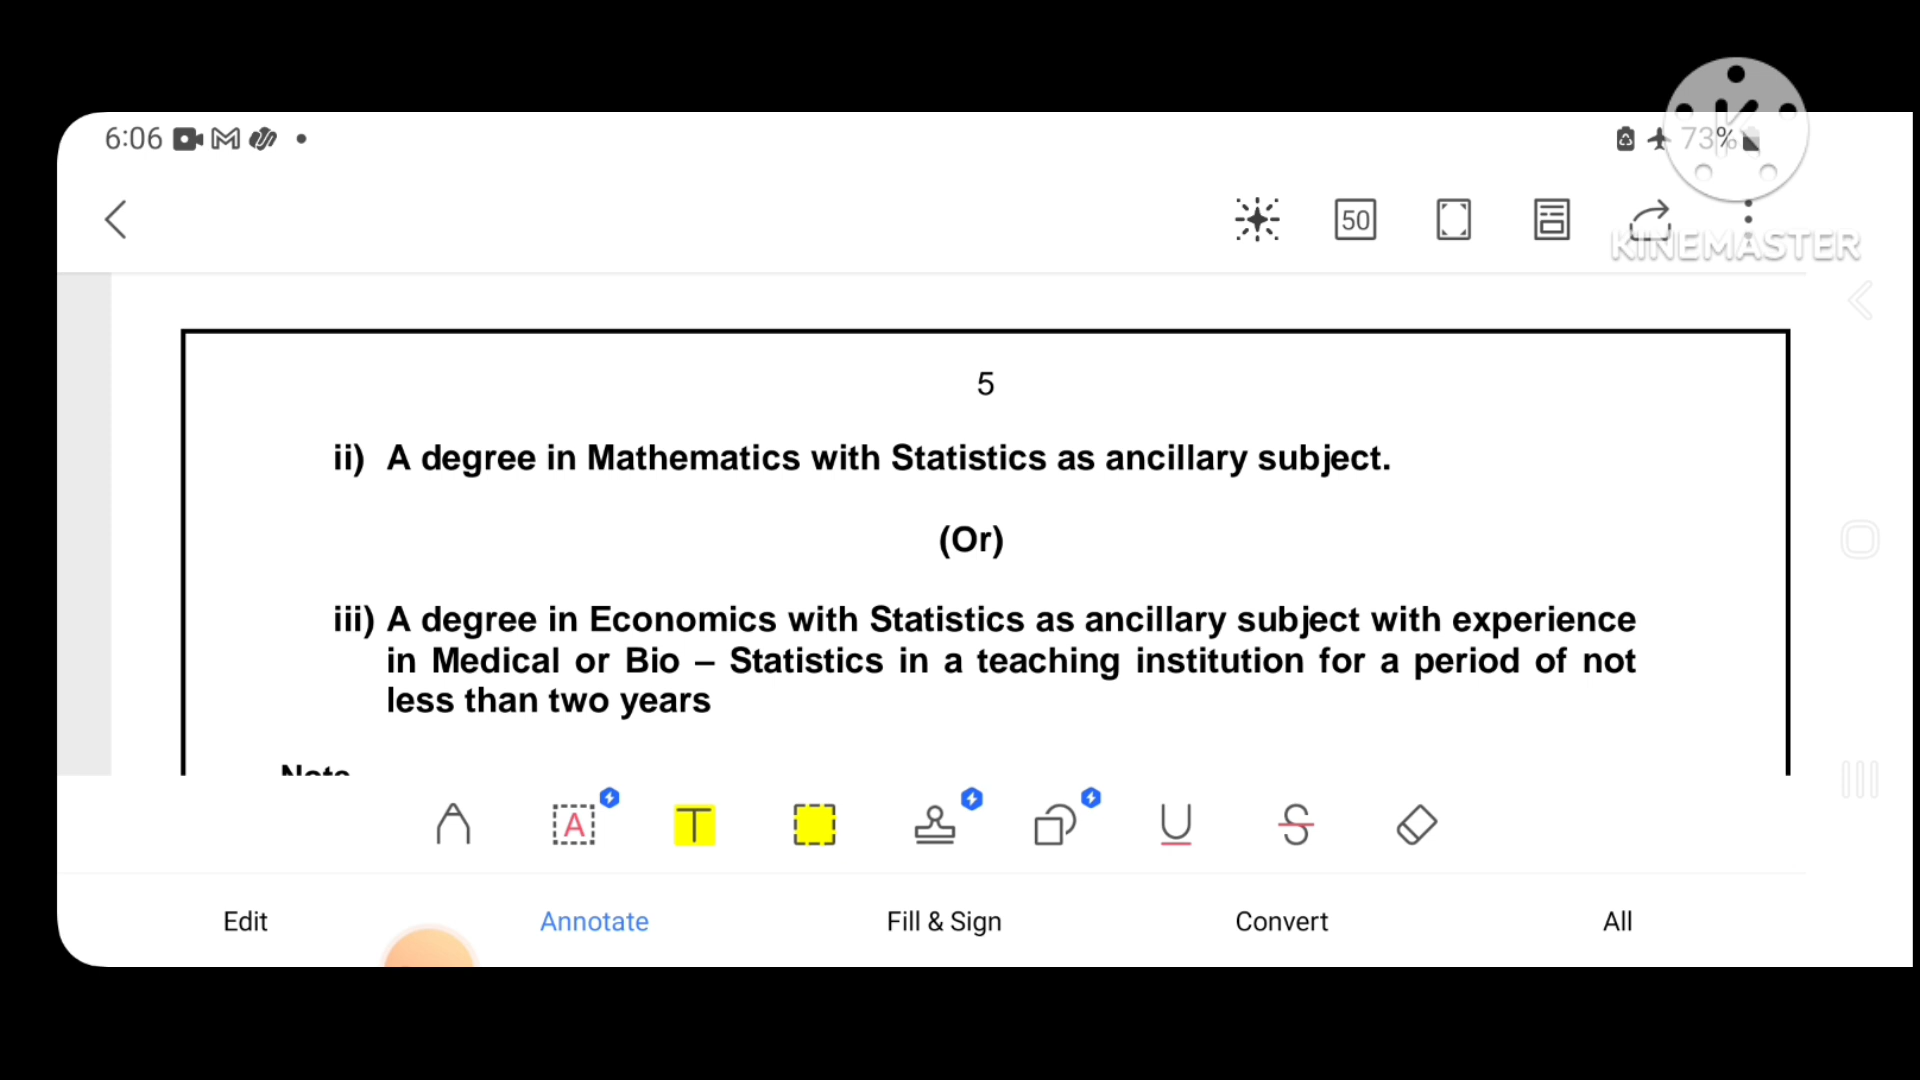 6:06
73%
50
KINEMASTER
5
ii) A degree in Mathematics with Statistics as ancillary subject.
(Or)
iii) A degree in Economics with Statistics as ancillary subject with experience
in Medical or Bio – Statistics in a teaching institution for a period of not
less than two years
Note
A
T
U
S
Edit
Annotate
Fill & Sign
Convert
All